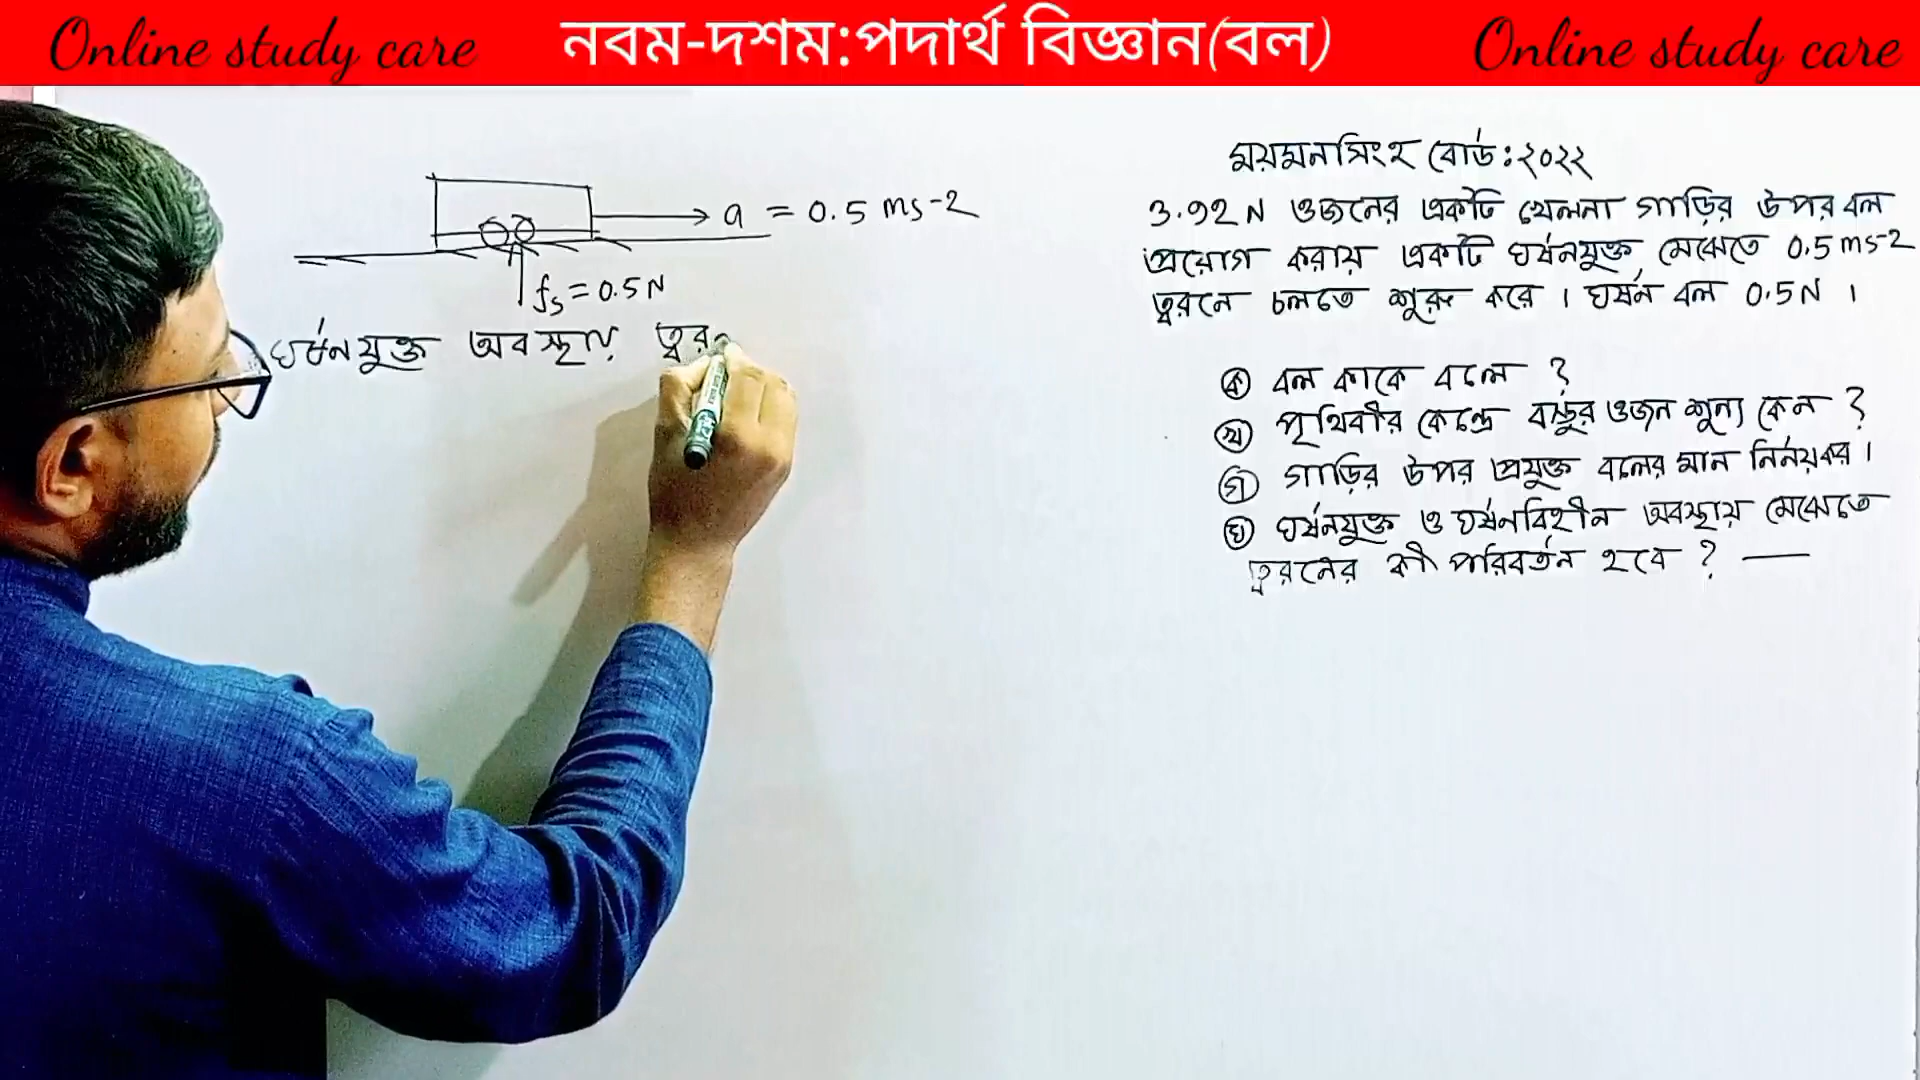 Online study care
নবম-দশম:পদার্থ বিজ্ঞান(বল)
Online study care
a = 0.5 ms-2
fs = 0.5 N
ঘর্ষনযুক্ত অবস্থায় ত্বর
ময়মনসিংহ বোর্ড:২০২২
3.92 N ওজনের একটি খেলনা গাড়ির উপর বল
প্রয়োগ করায় একটি ঘর্ষনযুক্ত মেঝেতে 0.5 ms-2
ত্বরনে চলতে শুরু করে । ঘর্ষন বল 0.5N ।
ক বল কাকে বলে ?
খ পৃথিবীর কেন্দ্রে বস্তুর ওজন শূন্য কেন ?
গ গাড়ির উপর প্রযুক্ত বলের মান নির্নয় কর ।
ঘ ঘর্ষনযুক্ত ও ঘর্ষনবিহীন অবস্থায় মেঝেতে
ত্বরনের কী পরিবর্তন হবে ? —